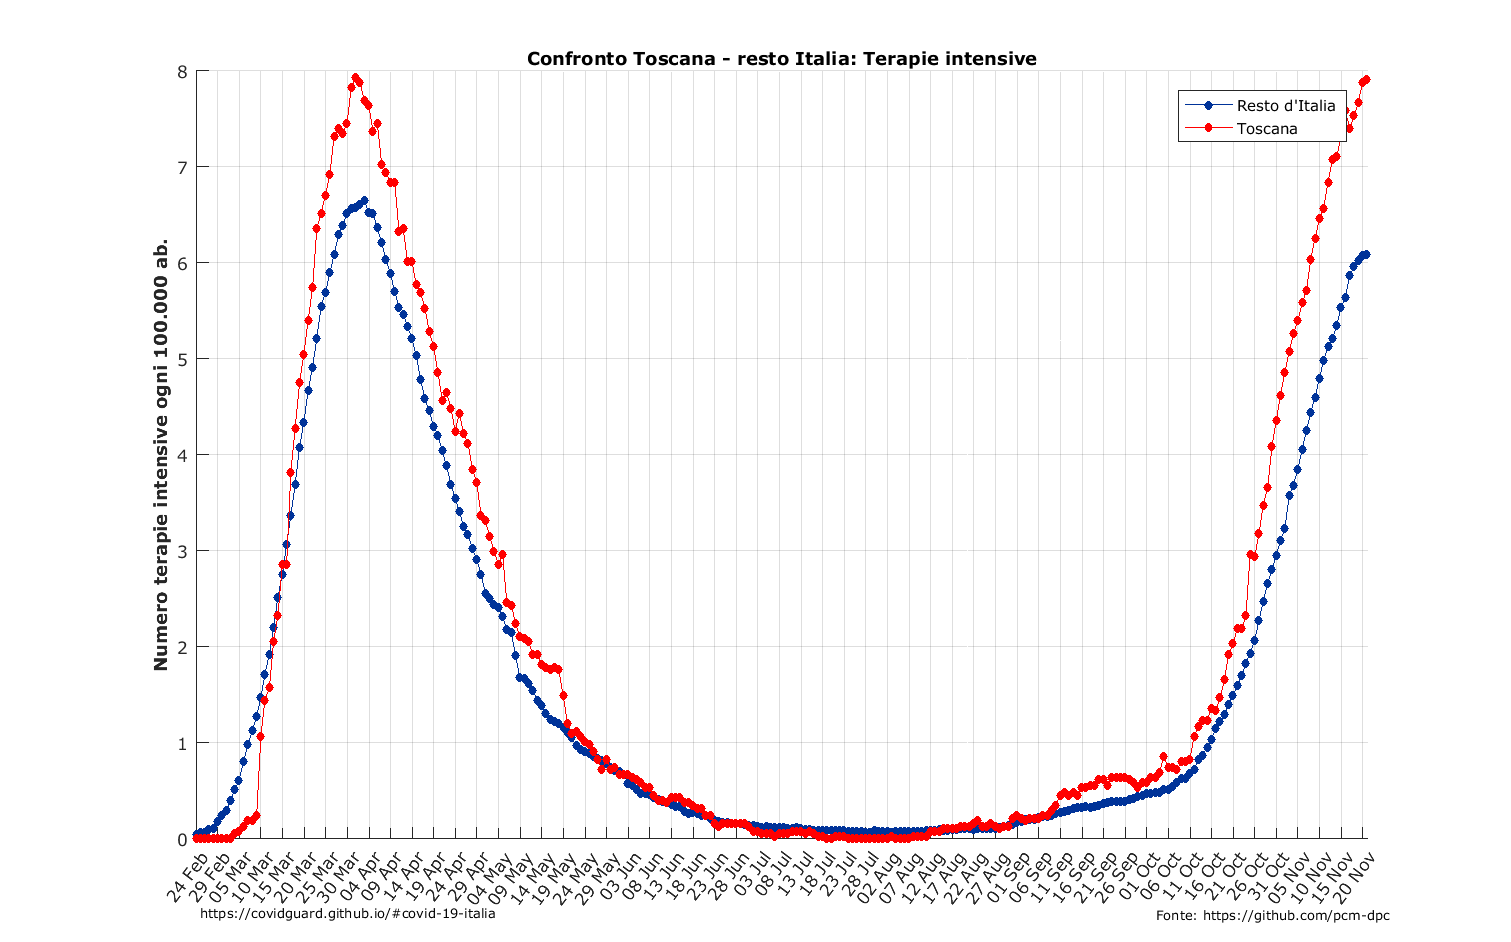 Confronto Toscana - resto Italia: Terapie intensive
Numero terapie intensive ogni 100.000 ab.
8
7
6
5
4
3
2
1
0
Resto d'Italia
Toscana
24 Feb
29 Feb
05 Mar
10 Mar
15 Mar
20 Mar
25 Mar
30 Mar
04 Apr
09 Apr
14 Apr
19 Apr
24 Apr
29 Apr
04 May
09 May
14 May
19 May
24 May
29 May
03 Jun
08 Jun
13 Jun
18 Jun
23 Jun
28 Jun
03 Jul
08 Jul
13 Jul
18 Jul
23 Jul
28 Jul
02 Aug
07 Aug
12 Aug
17 Aug
22 Aug
27 Aug
01 Sep
06 Sep
11 Sep
16 Sep
21 Sep
26 Sep
01 Oct
06 Oct
11 Oct
16 Oct
21 Oct
26 Oct
31 Oct
05 Nov
10 Nov
15 Nov
20 Nov
https://covidguard.github.io/#covid-19-italia
Fonte: https://github.com/pcm-dpc